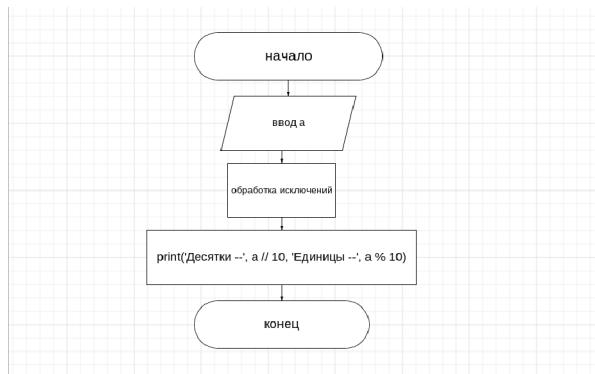 начало
ввод а
обработка исключений
print('Десятки --', a // 10, 'Единицы --', a % 10)
конец